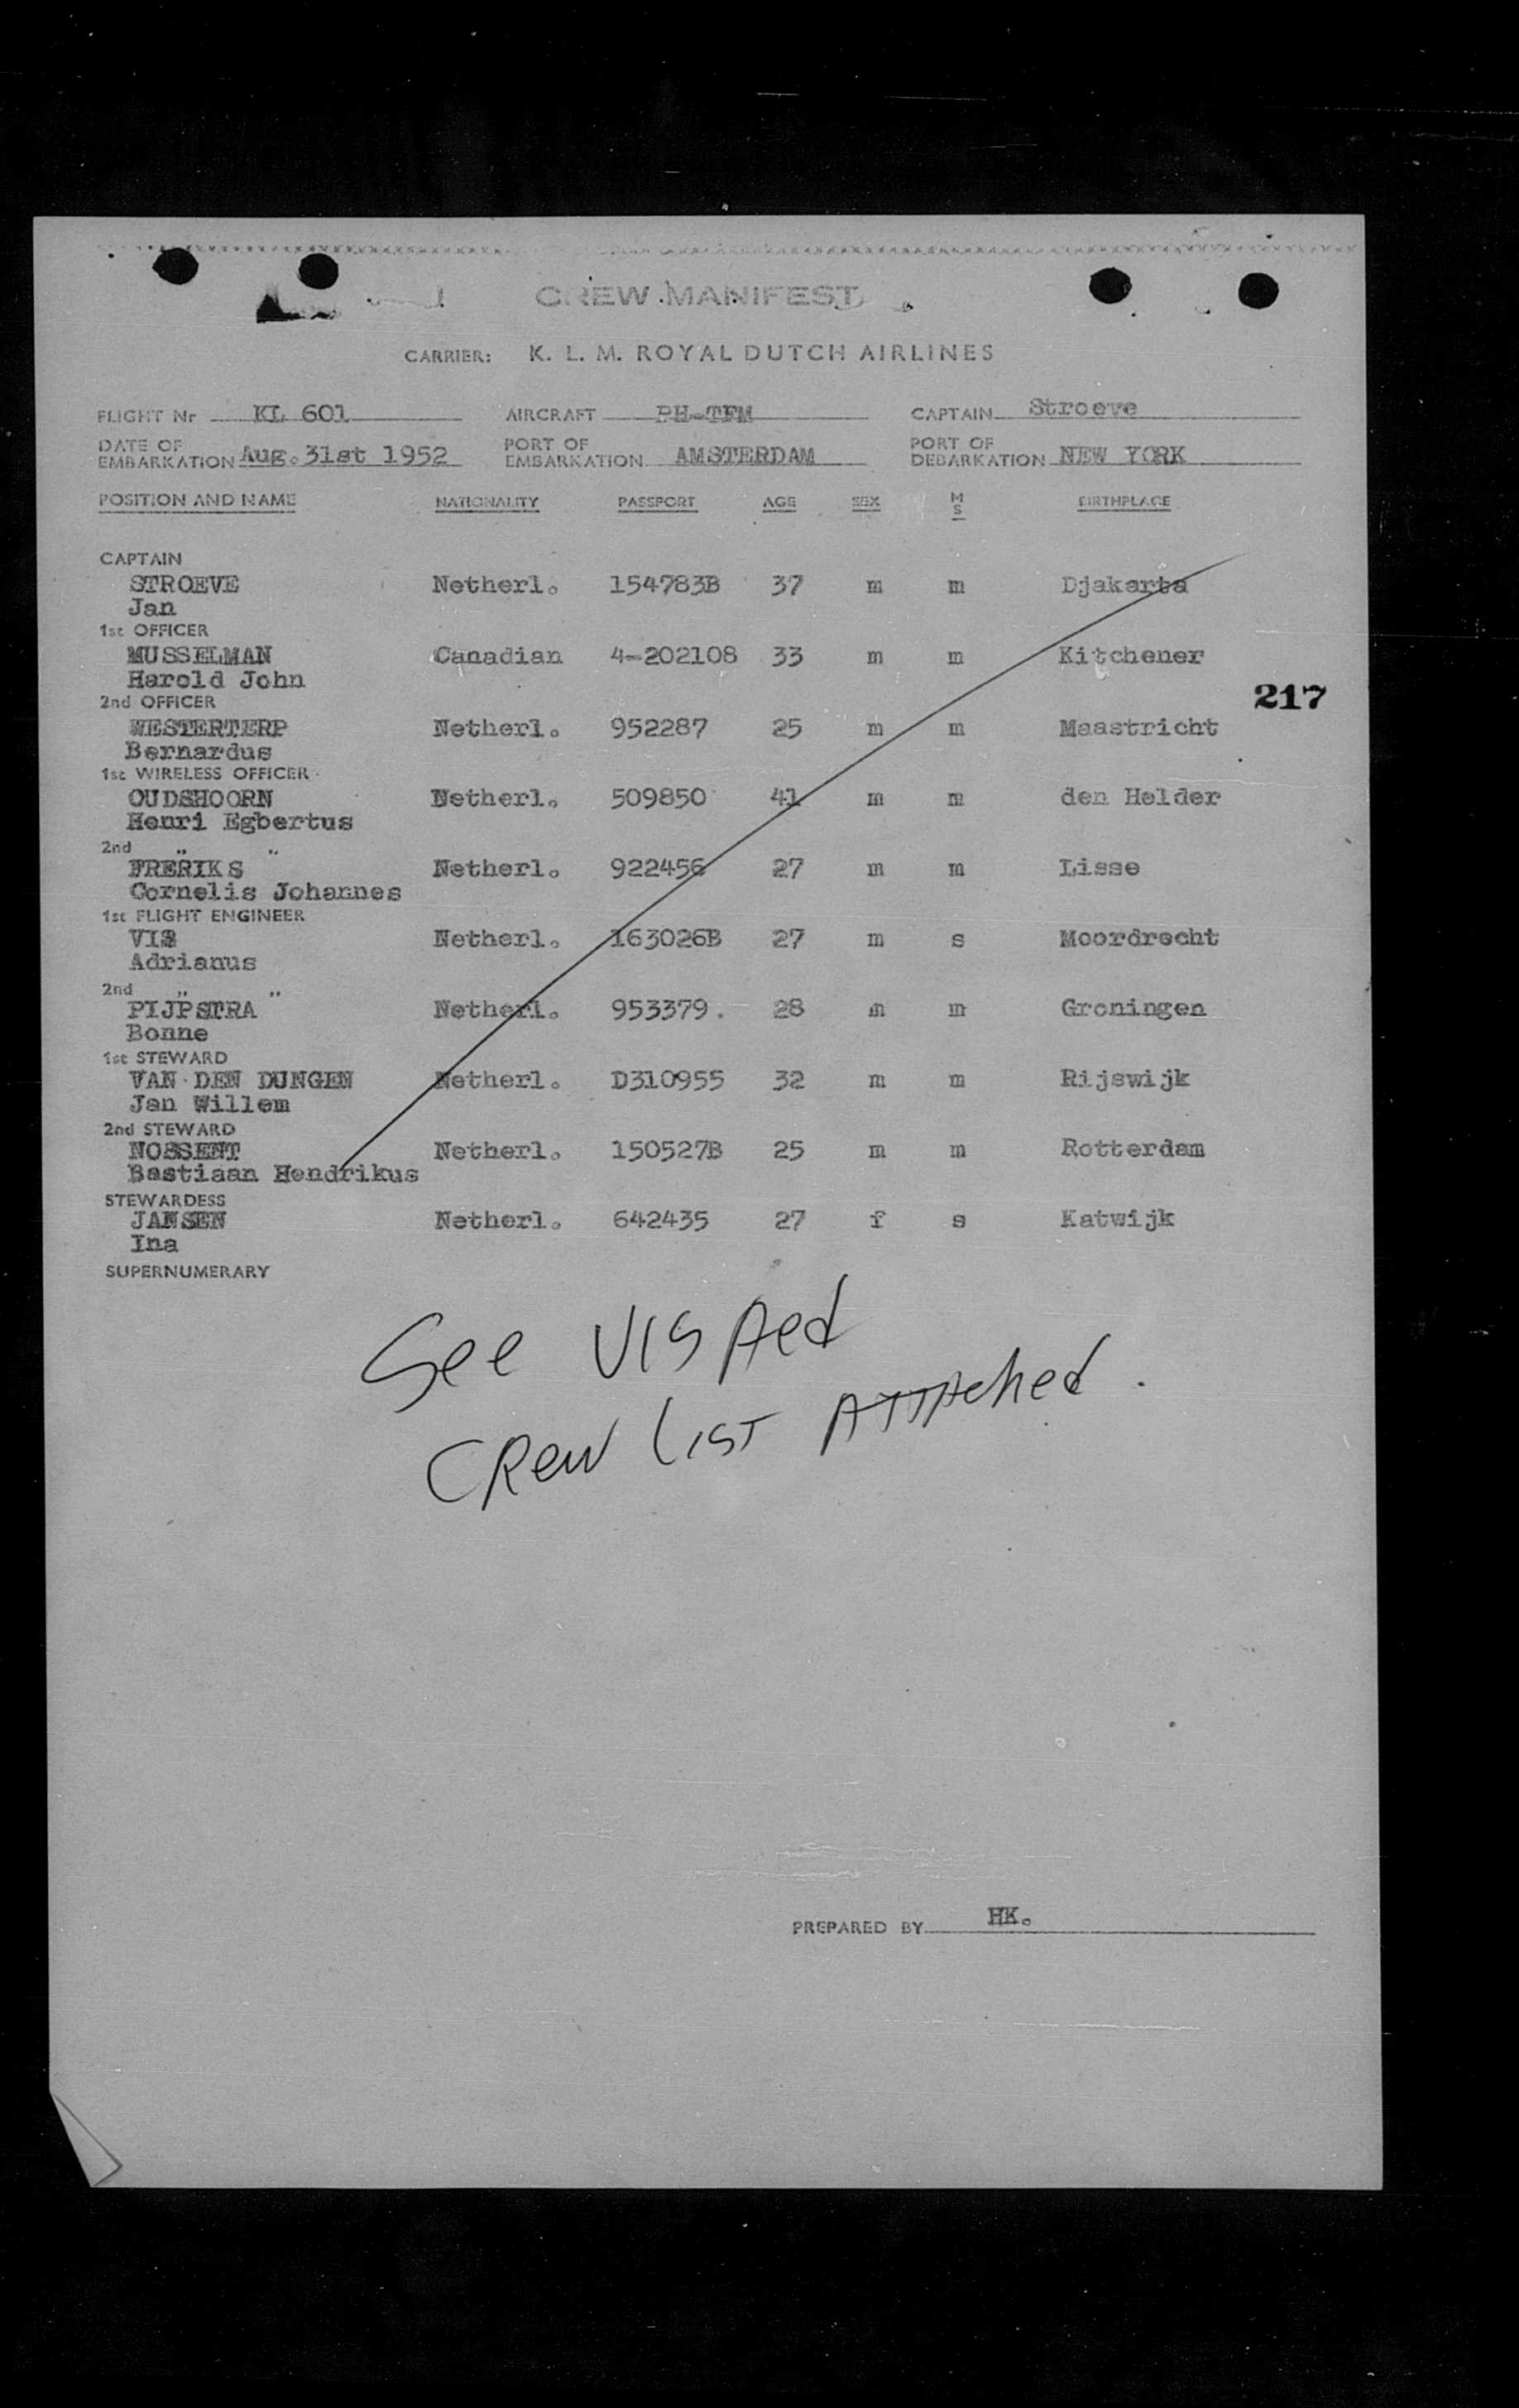 CREW MANIFEST
CARRIER: K. L. M. ROYAL DUTCH AIRLINES
FLIGHT Nr KL 601 AIRCRAFT PH-TFM CAPTAIN Stroeve
DATE OF EMBARKATION Aug. 31st 1952 PORT OF EMBARKATION AMSTERDAM PORT OF DEBARKATION NEW YORK
POSITION AND NAME NATIONALITY PASSPORT AGE SEX M S BIRTHPLACE
CAPTAIN
STROEVE Netherl. 154783B 37 m m Djakarta
Jan
1st OFFICER
MUSSELMAN Canadian 4-202108 33 m m Kitchener
Harold John
217
2nd OFFICER
WESTERTERP Netherl. 952287 25 m m Maastricht
Bernardus
1st WIRELESS OFFICER
OUDSHOORN Netherl. 509850 41 m m den Helder
Henri Egbertus
2nd " "
FRERIKS Netherl. 922456 27 m m Lisse
Cornelis Johannes
1st FLIGHT ENGINEER
VIS Netherl. 163026B 27 m s Moordrecht
Adrianus
2nd " "
PIJPSTRA Netherl. 953379. 28 m m Groningen
Bonne
1st STEWARD
VAN DEN DUNGEN Netherl. D310955 32 m m Rijswijk
Jan Willem
2nd STEWARD
NOSSENT Netherl. 150527B 25 m m Rotterdam
Bastiaan Hendrikus
STEWARDESS
JANSEN Netherl. 642435 27 f s Katwijk
Ina
SUPERNUMERARY
See VISAed
CRew LIST ATTAched.
PREPARED BY HK.